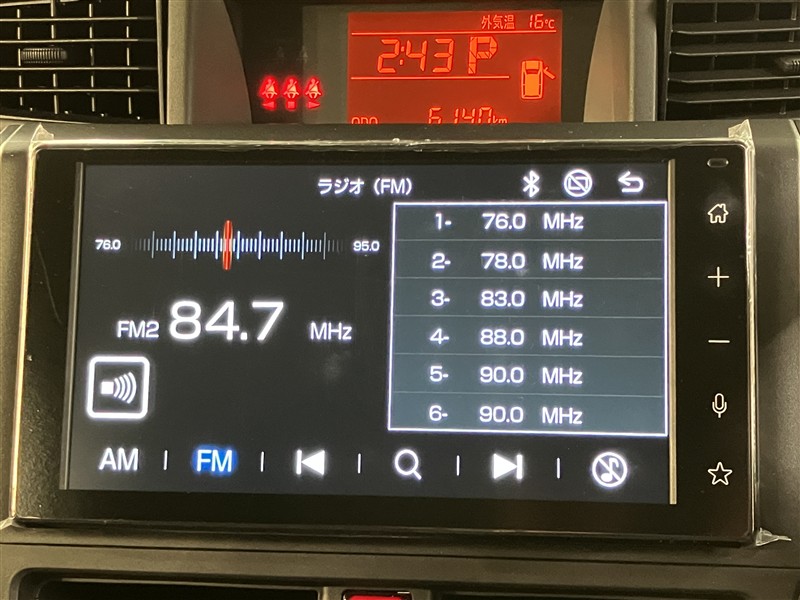 外気温 16℃
2:43 P
ODO 6140km
ラジオ（FM）
76.0 95.0
FM2 84.7 MHz
1- 76.0 MHz
2- 78.0 MHz
3- 83.0 MHz
4- 88.0 MHz
5- 90.0 MHz
6- 90.0 MHz
AM FM